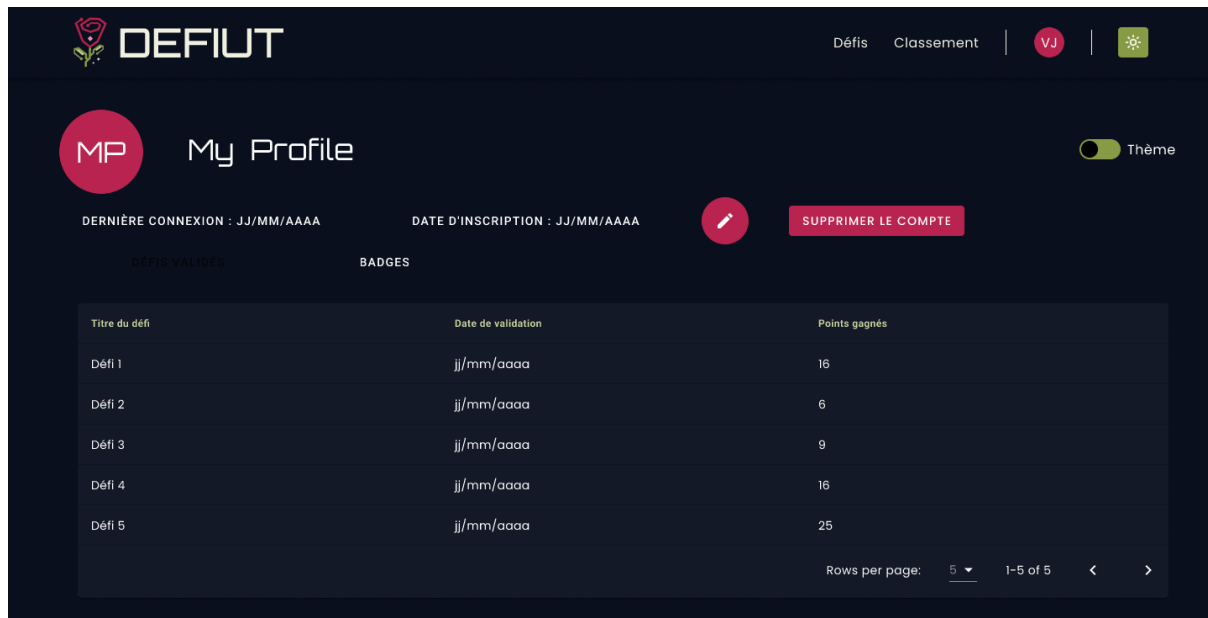 DEFIUT Défis Classement VJ
MP My Profile Thème
DERNIÈRE CONNEXION : JJ/MM/AAAA DATE D'INSCRIPTION : JJ/MM/AAAA SUPPRIMER LE COMPTE
DÉFIS VALIDÉS BADGES
Titre du défi Date de validation Points gagnés
Défi 1 jj/mm/aaaa 16
Défi 2 jj/mm/aaaa 6
Défi 3 jj/mm/aaaa 9
Défi 4 jj/mm/aaaa 16
Défi 5 jj/mm/aaaa 25
Rows per page: 5 1-5 of 5